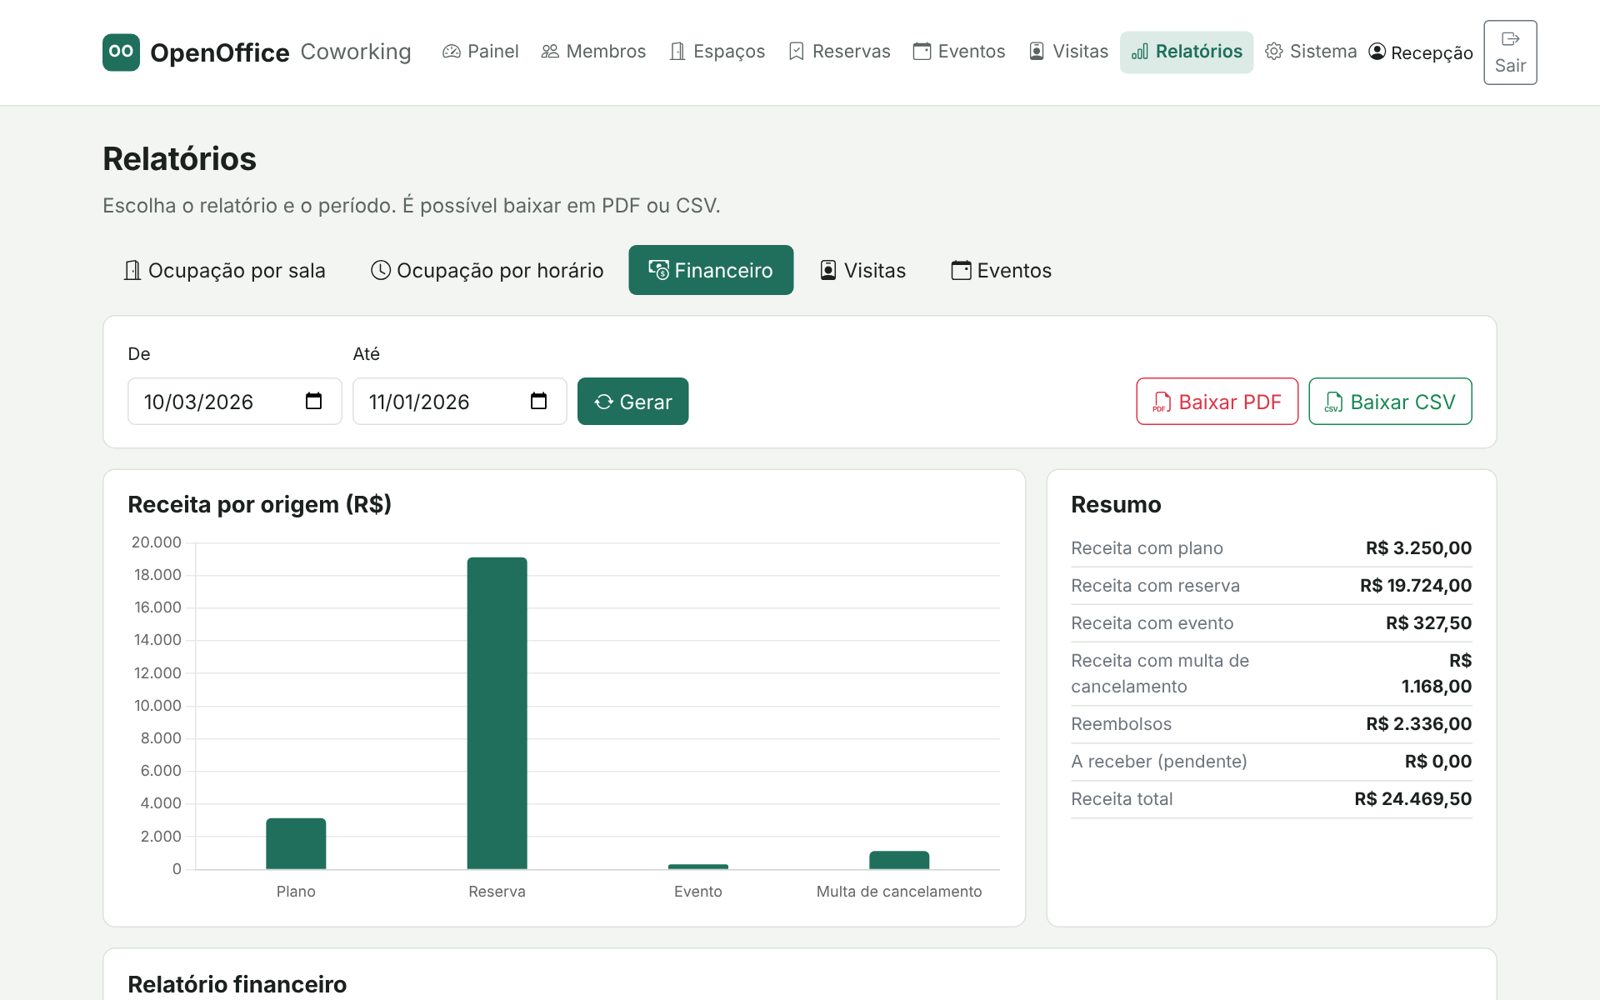 OO OpenOffice Coworking Painel Membros Espaços Reservas Eventos Visitas Relatórios Sistema Recepção Sair
Relatórios
Escolha o relatório e o período. É possível baixar em PDF ou CSV.
Ocupação por sala Ocupação por horário Financeiro Visitas Eventos
De Até
10/03/2026 11/01/2026 Gerar PDF Baixar PDF CSV Baixar CSV
Receita por origem (R$)
20.000
18.000
16.000
14.000
12.000
10.000
8.000
6.000
4.000
2.000
0
Plano Reserva Evento Multa de cancelamento
Resumo
Receita com plano R$ 3.250,00
Receita com reserva R$ 19.724,00
Receita com evento R$ 327,50
Receita com multa de R$
cancelamento 1.168,00
Reembolsos R$ 2.336,00
A receber (pendente) R$ 0,00
Receita total R$ 24.469,50
Relatório financeiro